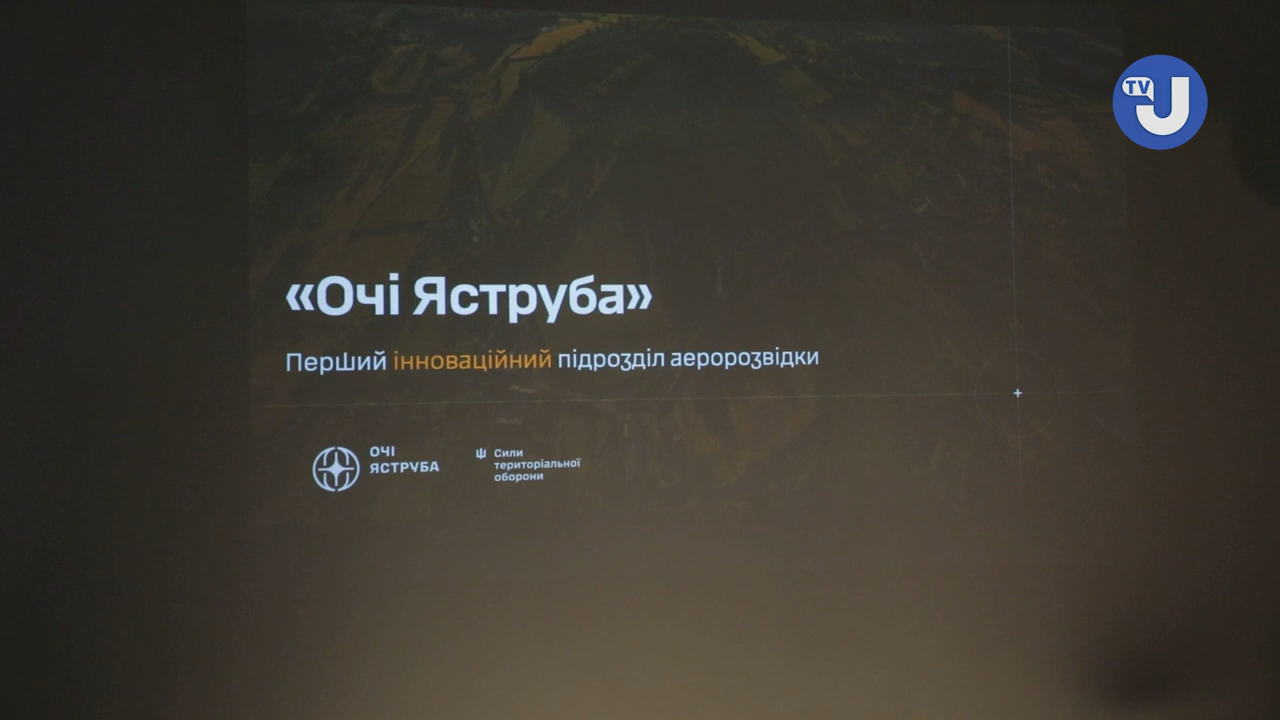 TV
J
«Очі Яструба»
Перший інноваційний підрозділ аеророзвідки
ОЧІ
ЯСТРУБА
Сили
територіальної
оборони